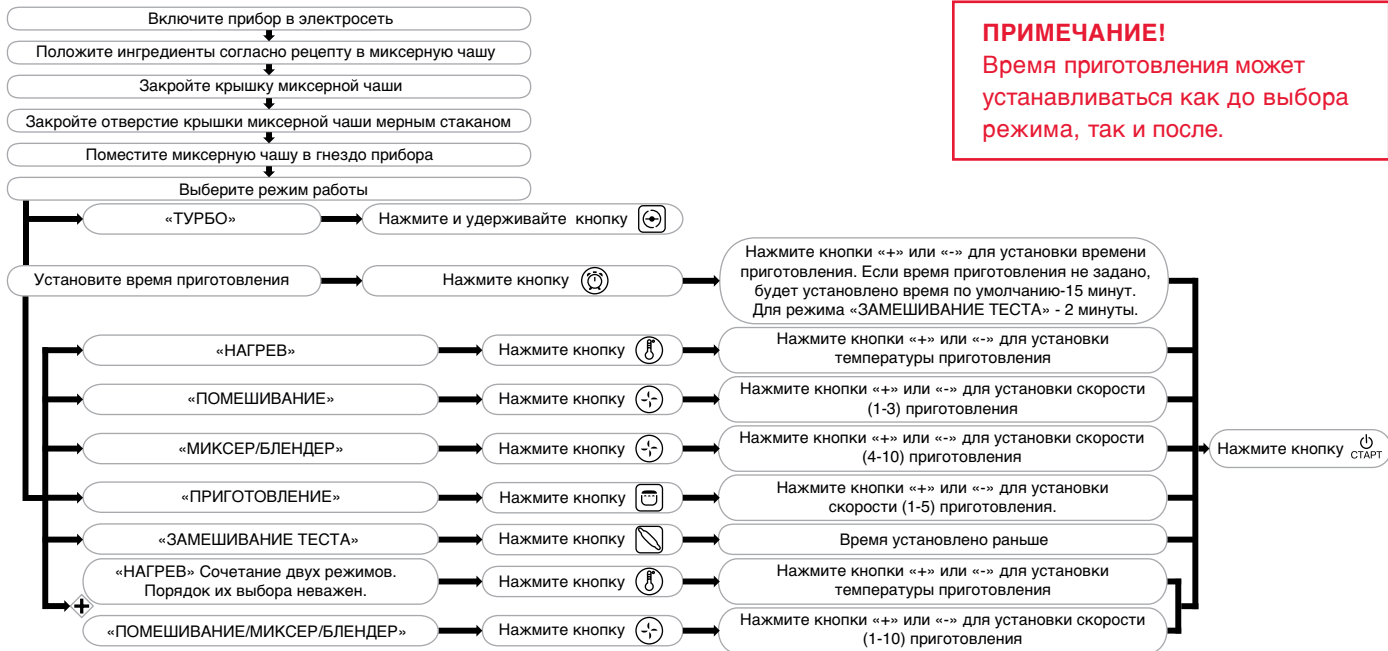 Включите прибор в электросеть
Положите ингредиенты согласно рецепту в миксерную чашу
Закройте крышку миксерной чаши
Закройте отверстие крышки миксерной чаши мерным стаканом
Поместите миксерную чашу в гнездо прибора
Выберите режим работы
ПРИМЕЧАНИЕ!
Время приготовления может
устанавливаться как до выбора
режима, так и после.
«ТУРБО»
Нажмите и удерживайте кнопку
Установите время приготовления
Нажмите кнопку
Нажмите кнопки «+» или «-» для установки времени
приготовления. Если время приготовления не задано,
будет установлено время по умолчанию-15 минут.
Для режима «ЗАМЕШИВАНИЕ ТЕСТА» - 2 минуты.
«НАГРЕВ»
Нажмите кнопку
Нажмите кнопки «+» или «-» для установки
температуры приготовления
«ПОМЕШИВАНИЕ»
Нажмите кнопку
Нажмите кнопки «+» или «-» для установки скорости
(1-3) приготовления
«МИКСЕР/БЛЕНДЕР»
Нажмите кнопку
Нажмите кнопки «+» или «-» для установки скорости
(4-10) приготовления
Нажмите кнопку СТАРТ
«ПРИГОТОВЛЕНИЕ»
Нажмите кнопку
Нажмите кнопки «+» или «-» для установки
скорости (1-5) приготовления.
«ЗАМЕШИВАНИЕ ТЕСТА»
Нажмите кнопку
Время установлено раньше
«НАГРЕВ» Сочетание двух режимов.
Порядок их выбора неважен.
Нажмите кнопку
Нажмите кнопки «+» или «-» для установки
температуры приготовления
«ПОМЕШИВАНИЕ/МИКСЕР/БЛЕНДЕР»
Нажмите кнопку
Нажмите кнопки «+» или «-» для установки скорости
(1-10) приготовления